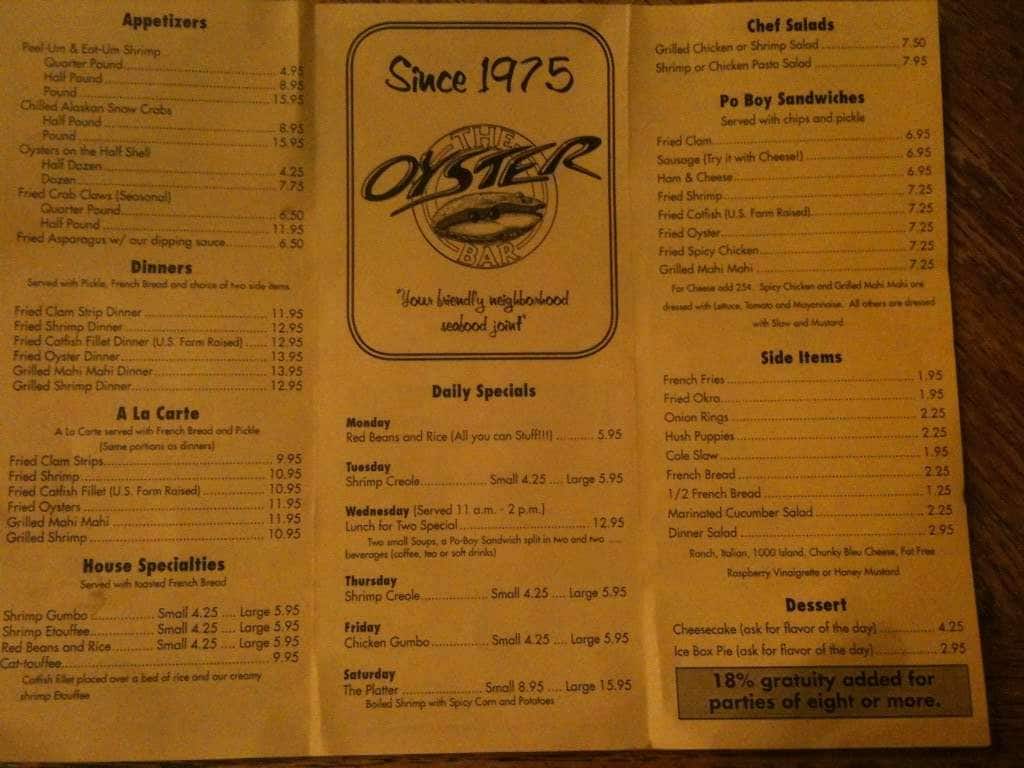 Appetizers
Peel-Um & Eat-Um Shrimp
Quarter Pound 4.95
Half Pound 8.95
Pound 15.95
Chilled Alaskan Snow Crabs
Half Pound 8.95
Pound 15.95
Oysters on the Half Shell
Half Dozen 4.25
Dozen 7.75
Fried Crab Claws (Seasonal)
Quarter Pound 6.50
Half Pound 11.95
Fried Asparagus w/ our dipping sauce 6.50
Dinners
Served with Pickle, French Bread and choice of two side items
Fried Clam Strip Dinner 11.95
Fried Shrimp Dinner 12.95
Fried Catfish Fillet Dinner (U.S. Farm Raised) 12.95
Fried Oyster Dinner 13.95
Grilled Mahi Mahi Dinner 13.95
Grilled Shrimp Dinner 12.95
A La Carte
A La Carte served with French Bread and Pickle
(Same portions as dinners)
Fried Clam Strips 9.95
Fried Shrimp 10.95
Fried Catfish Fillet (U.S. Farm Raised) 10.95
Fried Oysters 11.95
Grilled Mahi Mahi 11.95
Grilled Shrimp 10.95
House Specialties
Served with toasted French Bread
Shrimp Gumbo Small 4.25 .... Large 5.95
Shrimp Etouffee Small 4.25 .... Large 5.95
Red Beans and Rice Small 4.25 .... Large 5.95
Cat-touffee 9.95
Catfish fillet placed over a bed of rice and our creamy
shrimp Etouffee
Since 1975
THE
OYSTER
BAR
"Your friendly neighborhood
seafood joint"
Daily Specials
Monday
Red Beans and Rice (All you can Stuff!!!) 5.95
Tuesday
Shrimp Creole Small 4.25 .... Large 5.95
Wednesday (Served 11 a.m. - 2 p.m.)
Lunch for Two Special 12.95
Two small Soups, a Po-Boy Sandwich split in two and two
beverages (coffee, tea or soft drinks)
Thursday
Shrimp Creole Small 4.25 .... Large 5.95
Friday
Chicken Gumbo Small 4.25 .... Large 5.95
Saturday
The Platter Small 8.95 .... Large 15.95
Boiled Shrimp with Spicy Corn and Potatoes
Chef Salads
Grilled Chicken or Shrimp Salad 7.50
Shrimp or Chicken Pasta Salad 7.95
Po Boy Sandwiches
Served with chips and pickle
Fried Clam 6.95
Sausage (Try it with Cheese!) 6.95
Ham & Cheese 6.95
Fried Shrimp 7.25
Fried Catfish (U.S. Farm Raised) 7.25
Fried Oyster 7.25
Fried Spicy Chicken 7.25
Grilled Mahi Mahi 7.25
For Cheese add 25¢. Spicy Chicken and Grilled Mahi Mahi are
dressed with Lettuce, Tomato and Mayonnaise. All others are dressed
with Slaw and Mustard
Side Items
French Fries 1.95
Fried Okra 1.95
Onion Rings 2.25
Hush Puppies 2.25
Cole Slaw 1.95
French Bread 2.25
1/2 French Bread 1.25
Marinated Cucumber Salad 2.25
Dinner Salad 2.95
Ranch, Italian, 1000 Island, Chunky Bleu Cheese, Fat Free
Raspberry Vinaigrette or Honey Mustard
Dessert
Cheesecake (ask for flavor of the day) 4.25
Ice Box Pie (ask for flavor of the day) 2.95
18% gratuity added for
parties of eight or more.